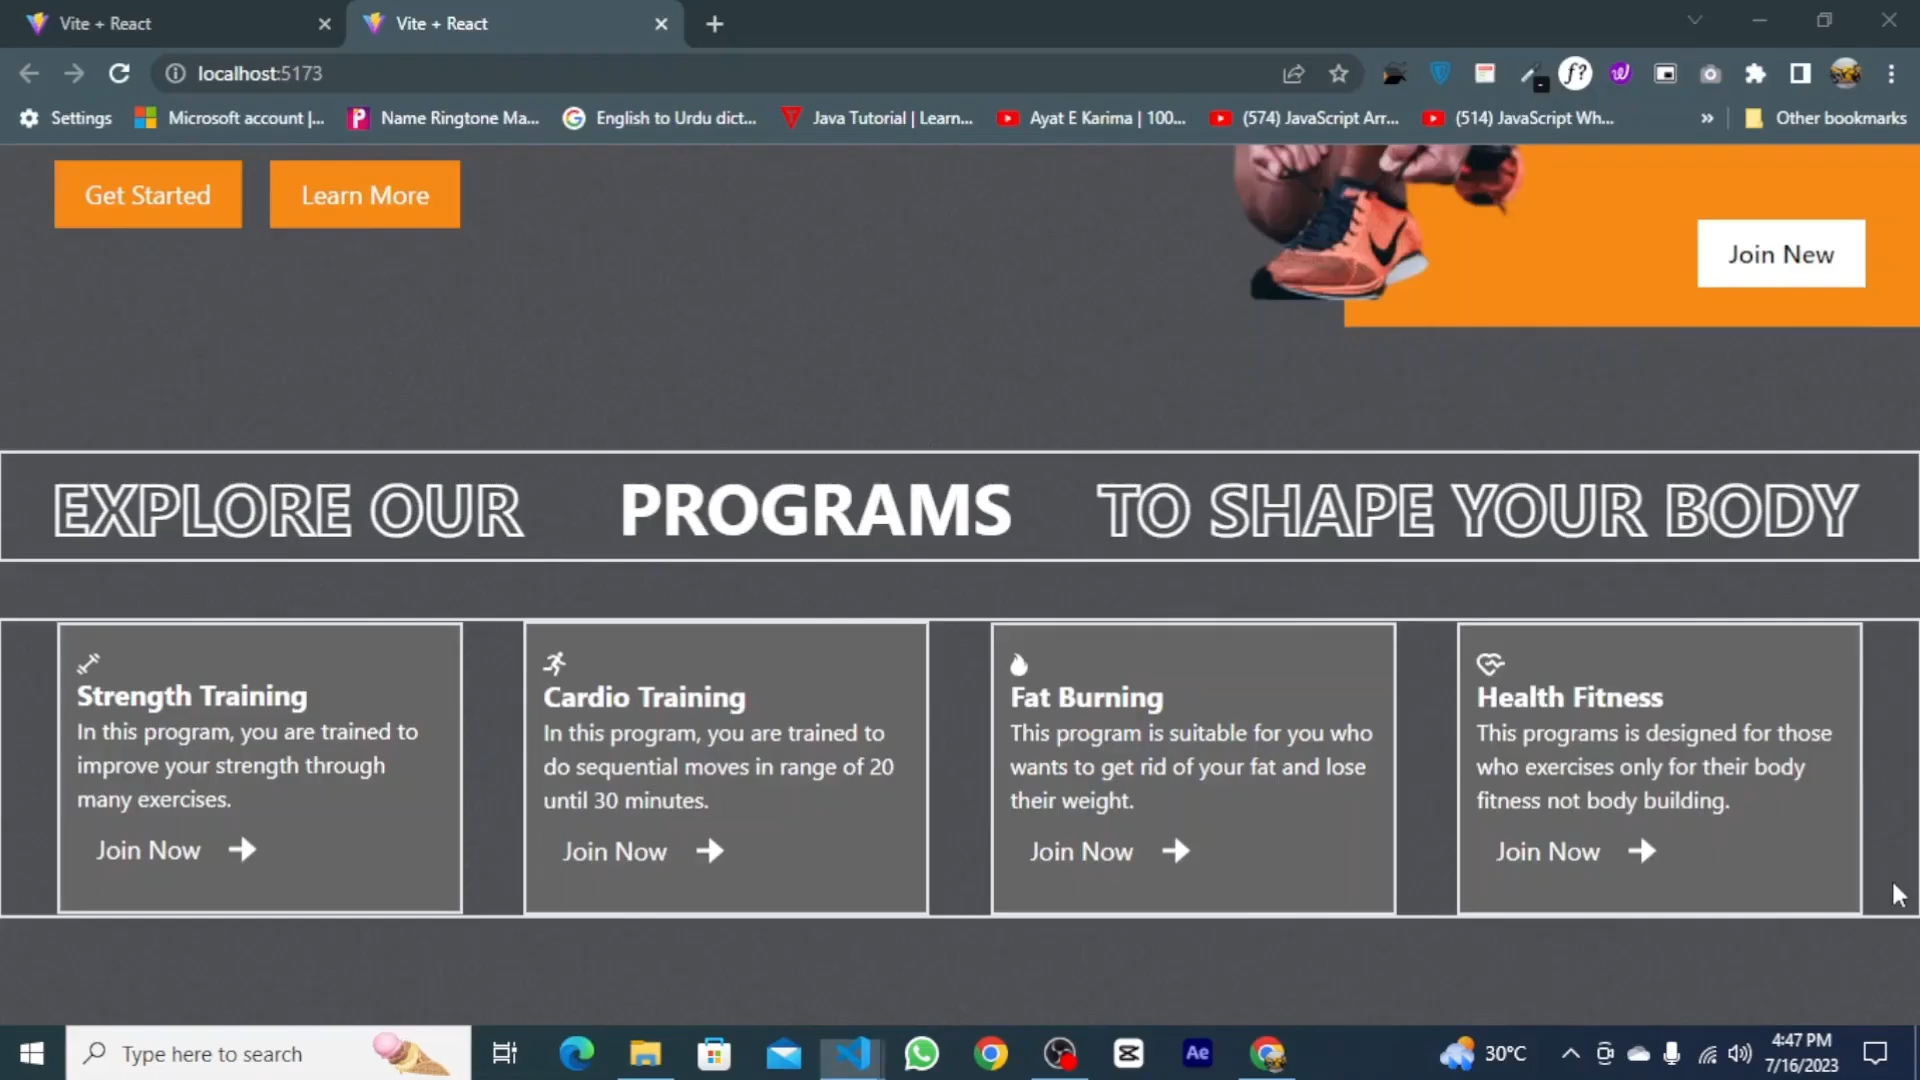 Vite + React
Vite + React
localhost:5173
Settings
Microsoft account |...
Name Ringtone Ma...
English to Urdu dict...
Java Tutorial | Learn...
Ayat E Karima | 100...
(574) JavaScript Arr...
(514) JavaScript Wh...
»
Other bookmarks
Get Started
Learn More
Join New
EXPLORE OUR PROGRAMS TO SHAPE YOUR BODY
Strength Training
In this program, you are trained to
improve your strength through
many exercises.
Join Now
Cardio Training
In this program, you are trained to
do sequential moves in range of 20
until 30 minutes.
Join Now
Fat Burning
This program is suitable for you who
wants to get rid of your fat and lose
their weight.
Join Now
Health Fitness
This programs is designed for those
who exercises only for their body
fitness not body building.
Join Now
Type here to search
Ae
30°C
4:47 PM
7/16/2023